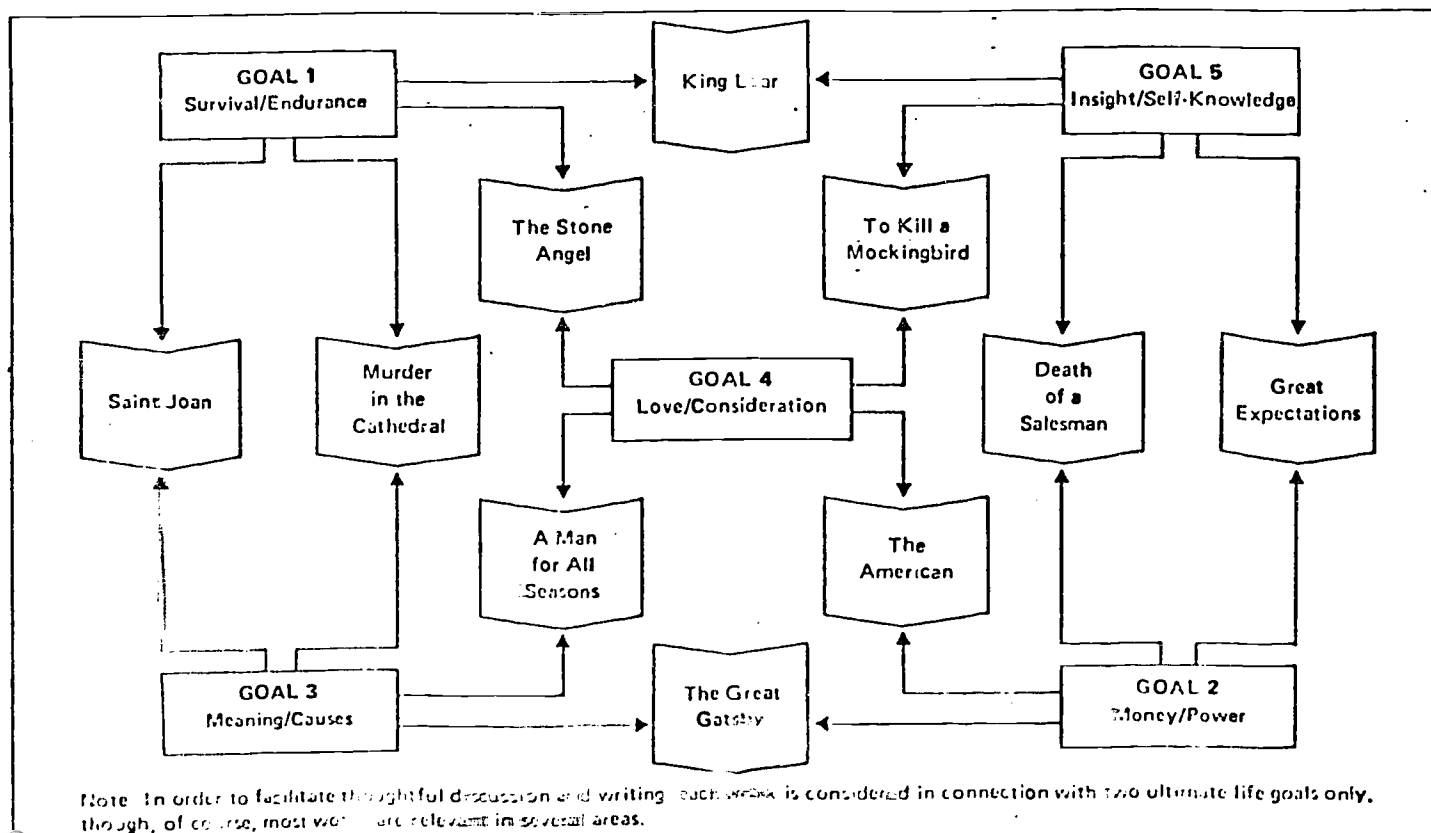 GOAL 1
Survival/Endurance
King Lear
GOAL 5
Insight/Self-Knowledge
The Stone
Angel
To Kill a
Mockingbird
Saint Joan
Murder
in the
Cathedral
GOAL 4
Love/Consideration
Death
of a
Salesman
Great
Expectations
A Man
for All
Seasons
The
American
GOAL 3
Meaning/Causes
The Great
Gatsby
GOAL 2
Money/Power
Note: In order to facilitate thoughtful discussion and writing, each work is considered in connection with two ultimate life goals only,
though, of course, most works are relevant in several areas.